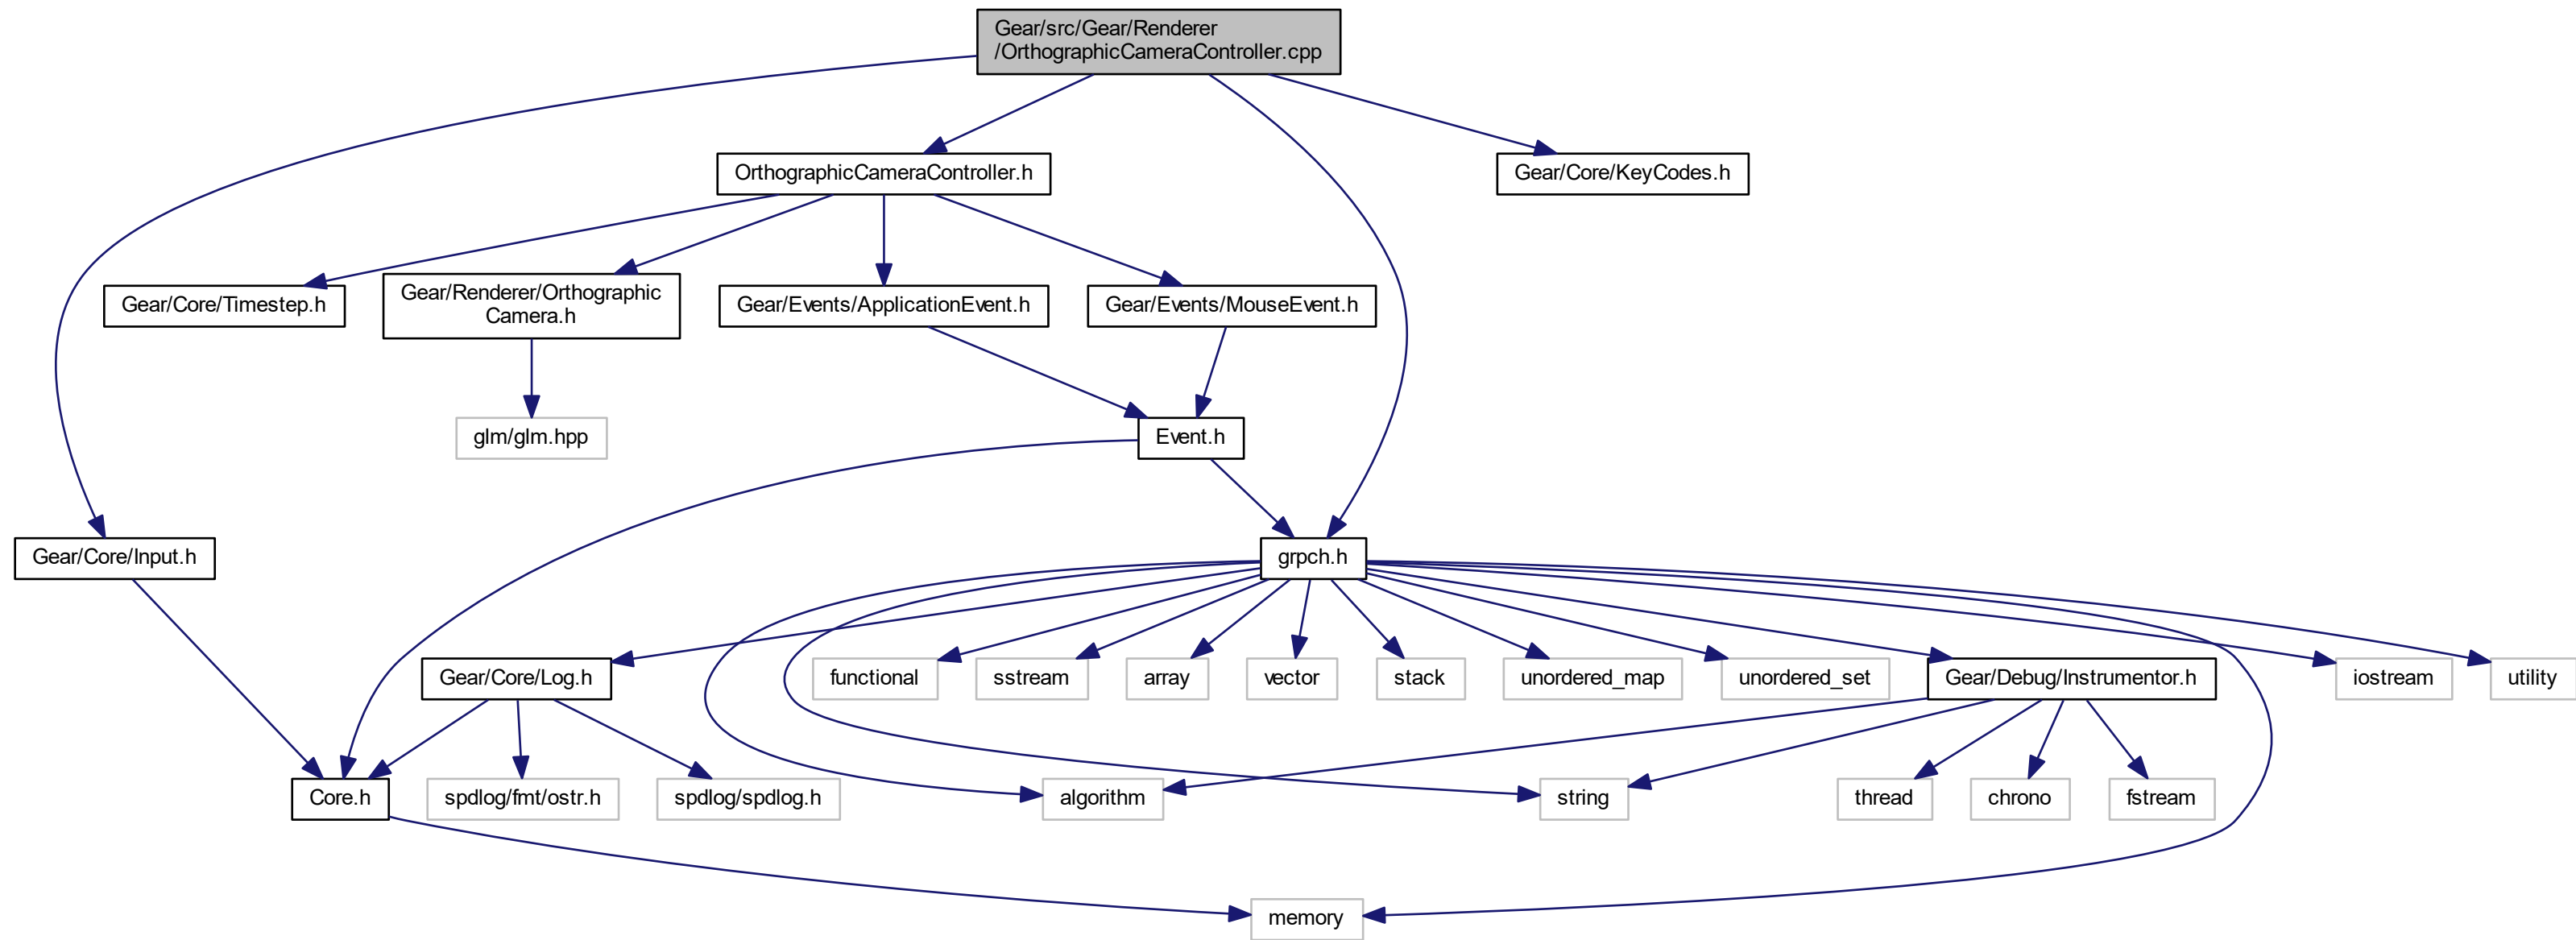 Gear/src/Gear/Renderer
/OrthographicCameraController.cpp
OrthographicCameraController.h
Gear/Core/KeyCodes.h
Gear/Core/Timestep.h
Gear/Renderer/Orthographic
Camera.h
Gear/Events/ApplicationEvent.h
Gear/Events/MouseEvent.h
glm/glm.hpp
Event.h
Gear/Core/Input.h
grpch.h
Gear/Core/Log.h
functional
sstream
array
vector
stack
unordered_map
unordered_set
Gear/Debug/Instrumentor.h
iostream
utility
Core.h
spdlog/fmt/ostr.h
spdlog/spdlog.h
algorithm
string
thread
chrono
fstream
memory